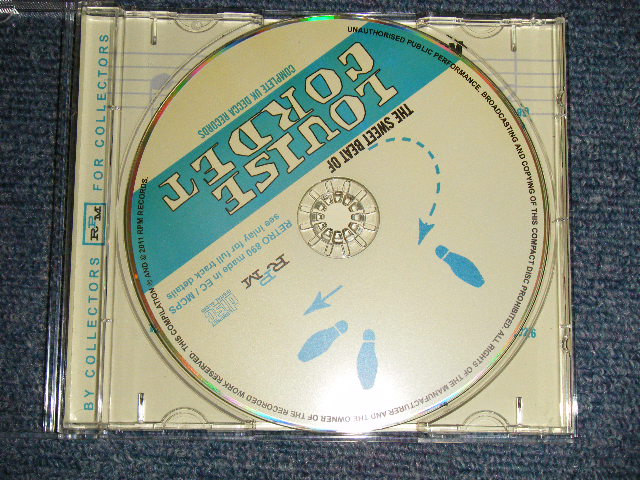 THE SWEET BEAT OF
LOUISE
CORDET
COMPLETE UK DECCA RECORDS
RPM
RETRO 890 made in EC / MCPS
see inlay for full track details
UNAUTHORISED PUBLIC PERFORMANCE, BROADCASTING AND COPYING OF THIS COMPACT DISC PROHIBITED. ALL RIGHTS OF THE MANUFACTURER AND THE OWNER OF THE RECORDED WORK RESERVED. THIS COMPILATION ℗ AND © 2011 RPM RECORDS.
BY COLLECTORS RPM FOR COLLECTORS